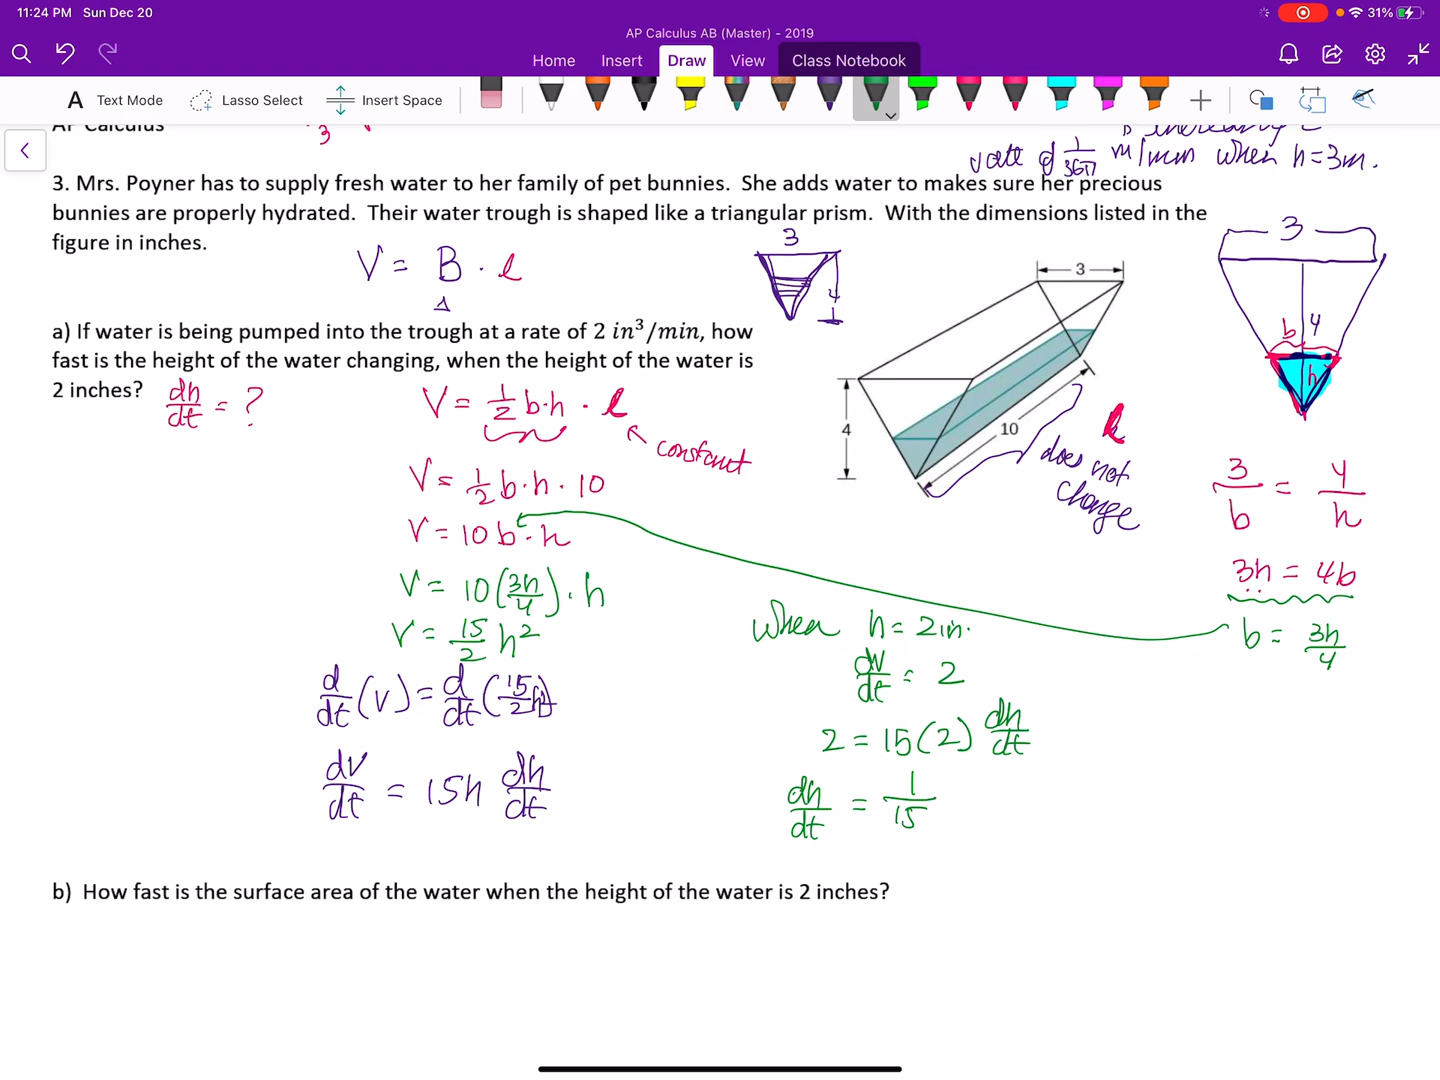 11:24 PM Sun Dec 20
31%
AP Calculus AB (Master) - 2019
Home Insert Draw View Class Notebook
A Text Mode Lasso Select Insert Space
AP Calculus
3
is increasing
rate of 1/36π m/min when h=3m.
3. Mrs. Poyner has to supply fresh water to her family of pet bunnies. She adds water to makes sure her precious
bunnies are properly hydrated. Their water trough is shaped like a triangular prism. With the dimensions listed in the
figure in inches.
V = B · l
Δ
3
4
3
4
10
3
4
b
h
a) If water is being pumped into the trough at a rate of 2 in³/min, how
fast is the height of the water changing, when the height of the water is
2 inches? dh/dt = ?
V = 1/2 b·h · l
constant
l
does not
change
V = 1/2 b·h · 10
V = 10 b · h
V = 10(3h/4) · h
V = 15/2 h²
d/dt (V) = d/dt (15/2 h²)
dV/dt = 15h dh/dt
3/b = 4/h
3h = 4b
b = 3h/4
When h = 2in.
dV/dt = 2
2 = 15(2) dh/dt
dh/dt = 1/15
b) How fast is the surface area of the water when the height of the water is 2 inches?